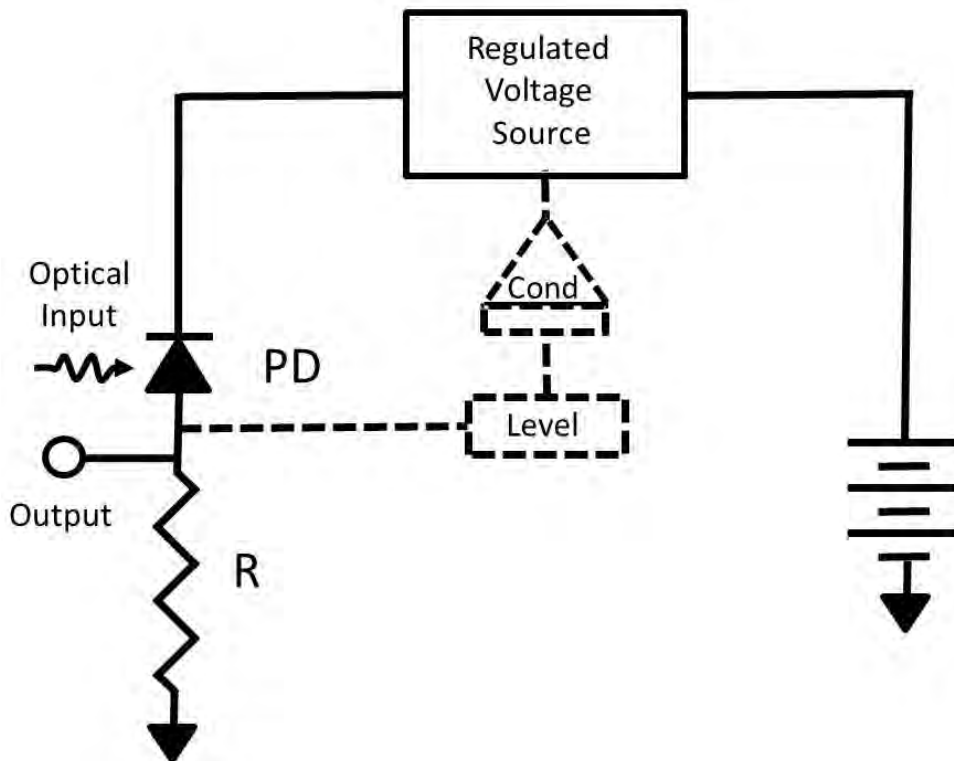 Regulated
Voltage
Source
Optical
Input
Cond
PD
Level
Output
R